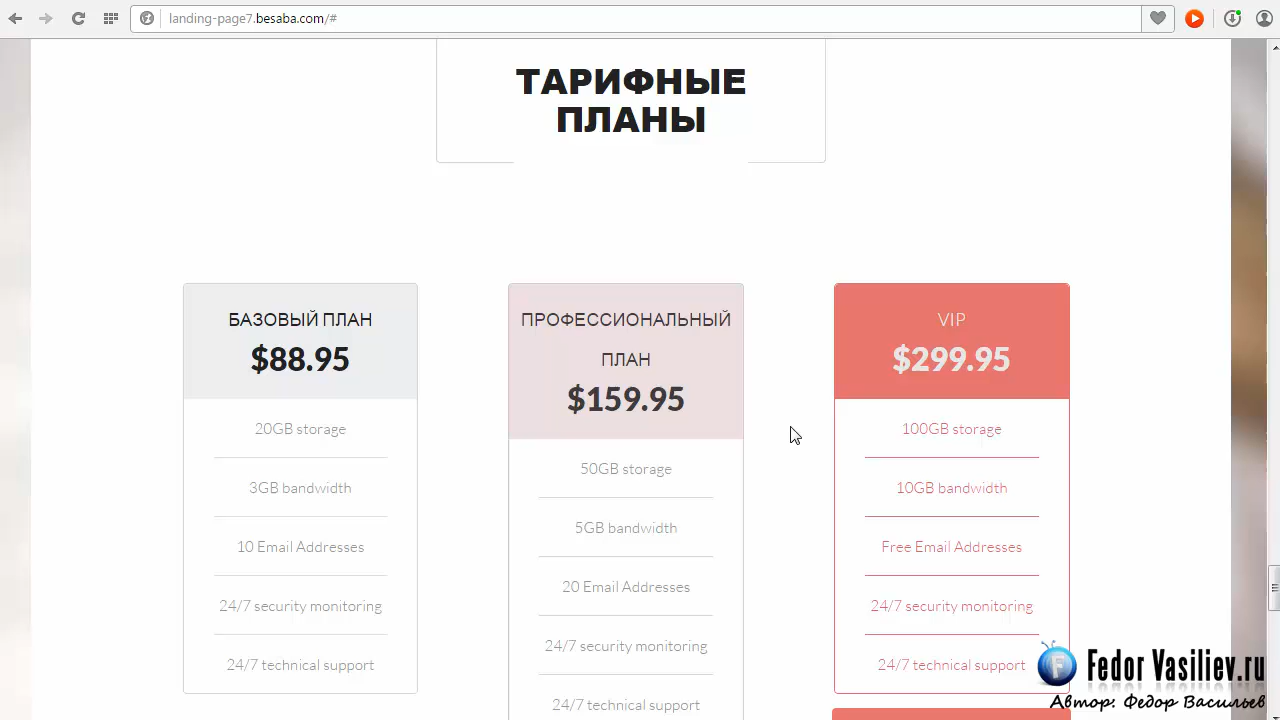 landing-page7.besaba.com/#
ТАРИФНЫЕ
ПЛАНЫ
БАЗОВЫЙ ПЛАН
$88.95
20GB storage
3GB bandwidth
10 Email Addresses
24/7 security monitoring
24/7 technical support
ПРОФЕССИОНАЛЬНЫЙ
ПЛАН
$159.95
50GB storage
5GB bandwidth
20 Email Addresses
24/7 security monitoring
24/7 technical support
VIP
$299.95
100GB storage
10GB bandwidth
Free Email Addresses
24/7 security monitoring
24/7 technical support
Fedor Vasiliev.ru
Автор: Федор Васильев